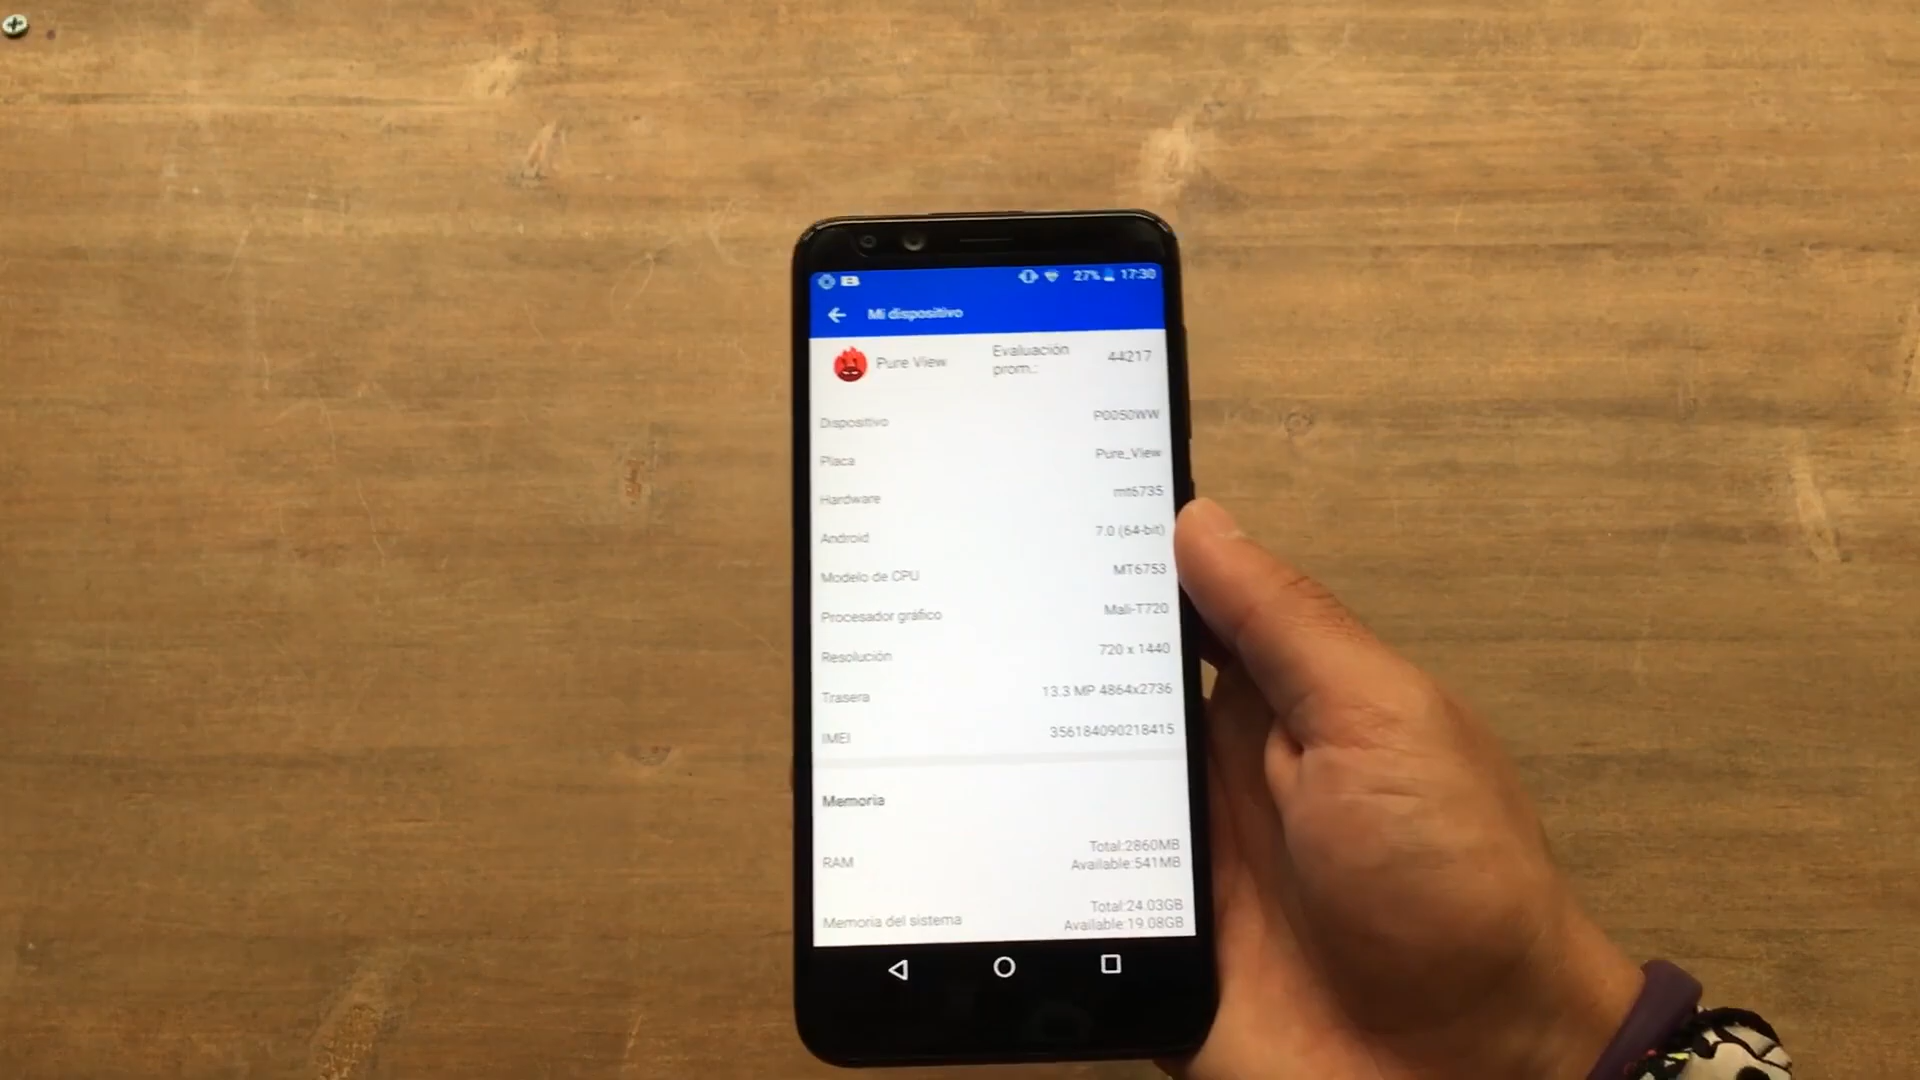 27% 17:30
Mi dispositivo
Pure View Evaluación prom.: 44217
Dispositivo P0050WW
Placa Pure_View
Hardware mt6735
Android 7.0 (64-bit)
Modelo de CPU MT6753
Procesador gráfico Mali-T720
Resolución 720 x 1440
Trasera 13.3 MP 4864x2736
IMEI 356184090218415
Memoria
RAM Total:2860MB
Available:541MB
Memoria del sistema Total:24.03GB
Available:19.08GB